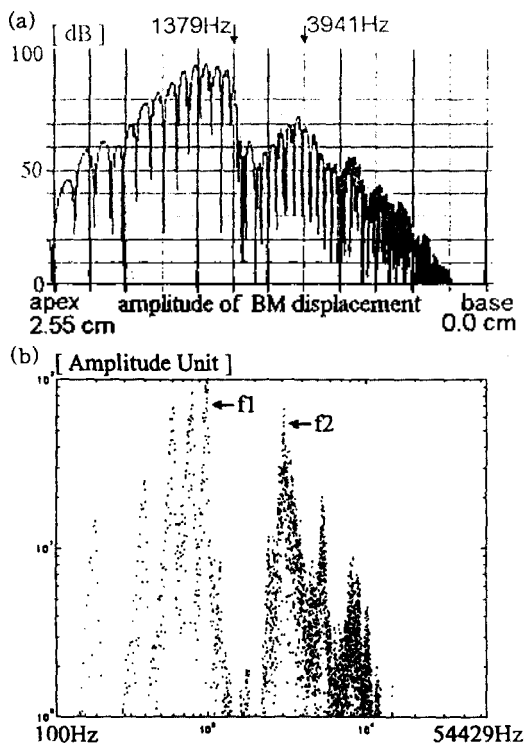 (a)
[ dB ]
1379Hz
3941Hz
100
50
0
apex amplitude of BM displacement base
2.55 cm 0.0 cm
(b)
[ Amplitude Unit ]
f1
f2
100Hz
54429Hz